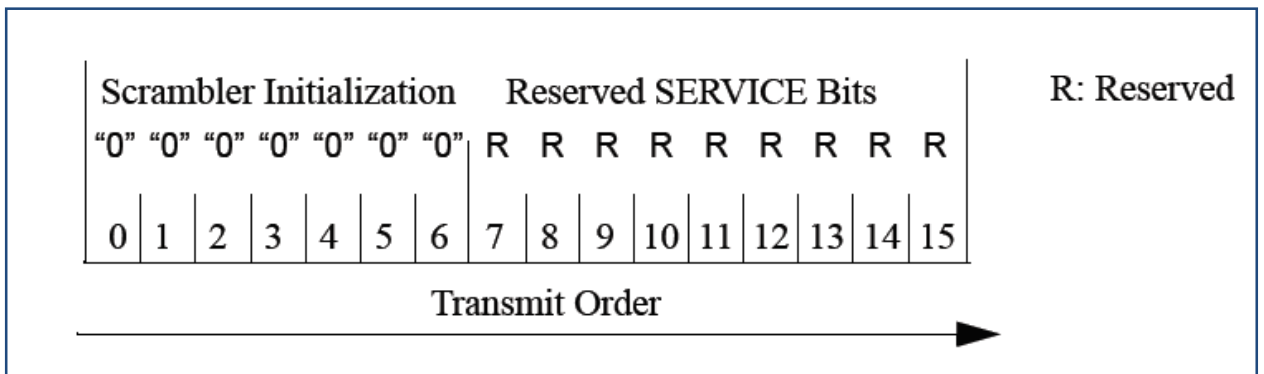 Scrambler Initialization Reserved SERVICE Bits R: Reserved
“0” “0” “0” “0” “0” “0” “0” R R R R R R R R R
0 1 2 3 4 5 6 7 8 9 10 11 12 13 14 15
Transmit Order